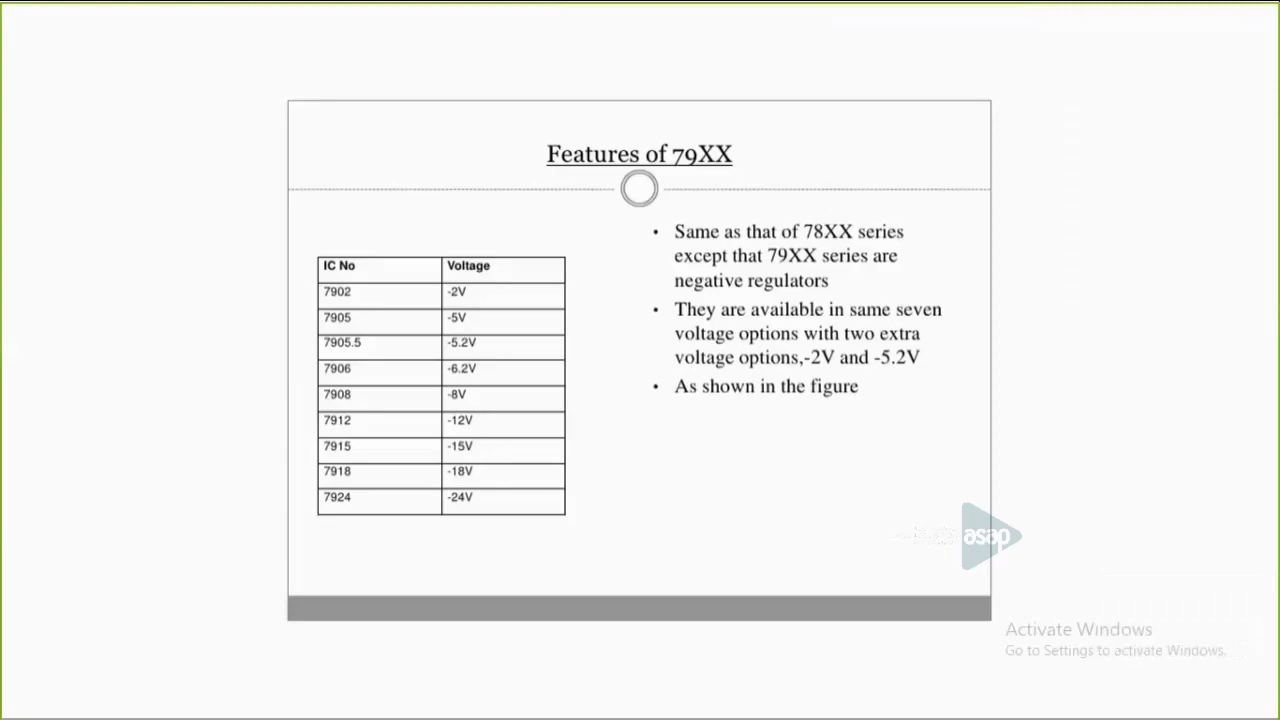 Features of 79XX
IC No Voltage
7902 -2V
7905 -5V
7905.5 -5.2V
7906 -6.2V
7908 -8V
7912 -12V
7915 -15V
7918 -18V
7924 -24V
• Same as that of 78XX series
except that 79XX series are
negative regulators
• They are available in same seven
voltage options with two extra
voltage options,-2V and -5.2V
• As shown in the figure
asap
Activate Windows
Go to Settings to activate Windows.